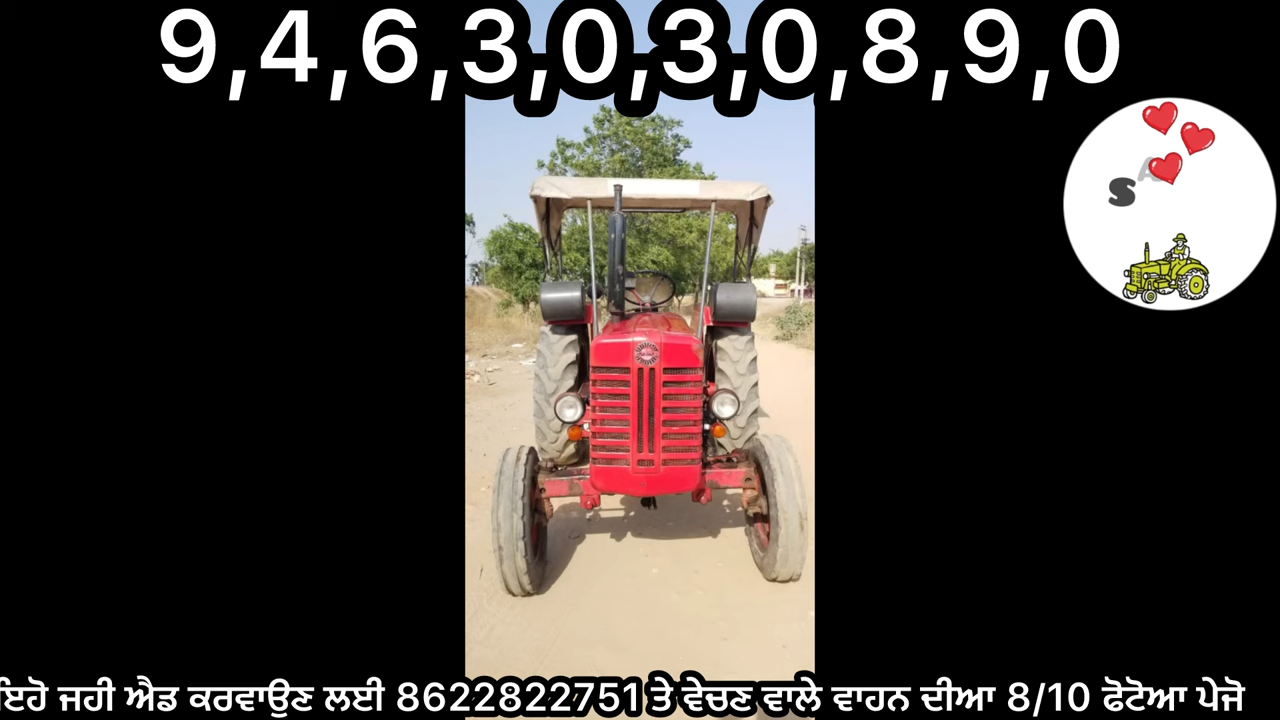 9,4,6,3,0,3,0,8,9,0
S A
ਇਹੋ ਜਹੀ ਐਡ ਕਰਵਾਉਣ ਲਈ 8622822751 ਤੇ ਵੇਚਣ ਵਾਲੇ ਵਾਹਨ ਦੀਆ 8/10 ਫੋਟੋਆ ਪੇਜੋ